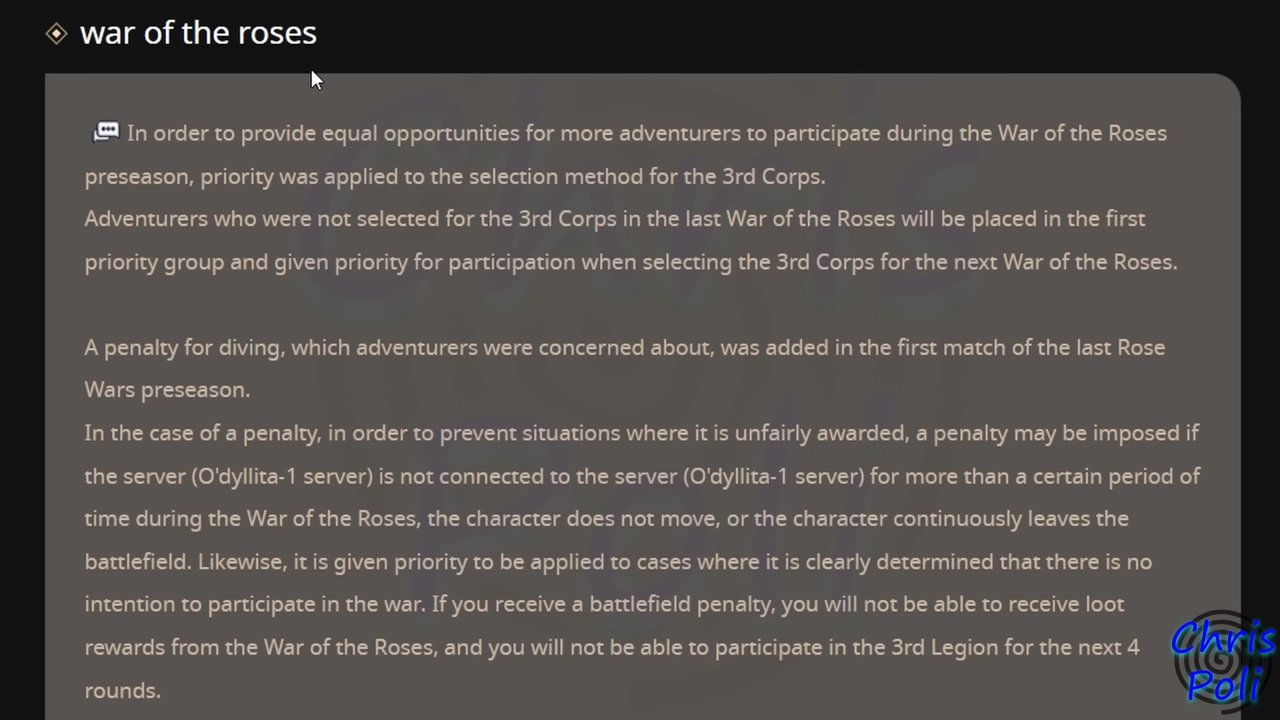 war of the roses
In order to provide equal opportunities for more adventurers to participate during the War of the Roses
preseason, priority was applied to the selection method for the 3rd Corps.
Adventurers who were not selected for the 3rd Corps in the last War of the Roses will be placed in the first
priority group and given priority for participation when selecting the 3rd Corps for the next War of the Roses.
A penalty for diving, which adventurers were concerned about, was added in the first match of the last Rose
Wars preseason.
In the case of a penalty, in order to prevent situations where it is unfairly awarded, a penalty may be imposed if
the server (O'dyllita-1 server) is not connected to the server (O'dyllita-1 server) for more than a certain period of
time during the War of the Roses, the character does not move, or the character continuously leaves the
battlefield. Likewise, it is given priority to be applied to cases where it is clearly determined that there is no
intention to participate in the war. If you receive a battlefield penalty, you will not be able to receive loot
rewards from the War of the Roses, and you will not be able to participate in the 3rd Legion for the next 4
rounds.
Chris
Poli
Chris
Poli